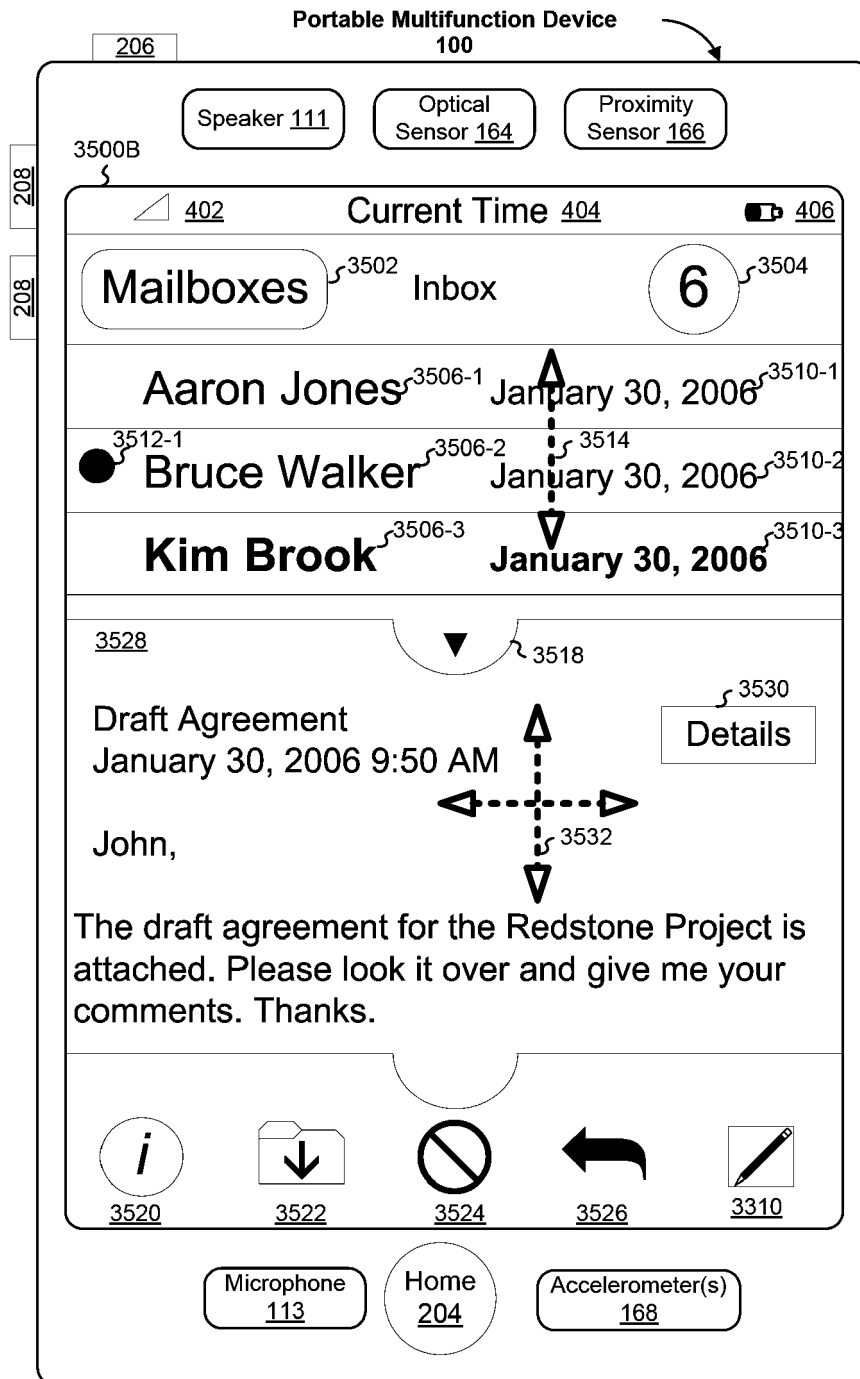 Portable Multifunction Device
100
206
Speaker 111
Optical
Sensor 164
Proximity
Sensor 166
208
208
3500B
402
Current Time 404
406
Mailboxes
3502
Inbox
6
3504
Aaron Jones
3506-1
January 30, 2006
3510-1
3512-1
Bruce Walker
3506-2
3514
January 30, 2006
3510-2
Kim Brook
3506-3
January 30, 2006
3510-3
3528
3518
3530
Draft Agreement
Details
January 30, 2006 9:50 AM
3532
John,
The draft agreement for the Redstone Project is
attached. Please look it over and give me your
comments. Thanks.
i
3520
3522
3524
3526
3310
Microphone
113
Home
204
Accelerometer(s)
168